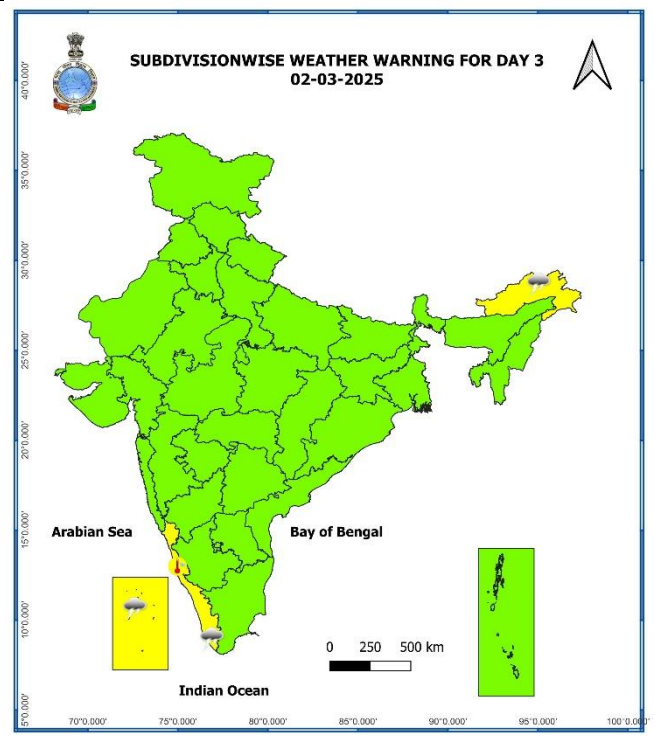 SUBDIVISIONWISE WEATHER WARNING FOR DAY 3
02-03-2025
40°0.000'
35°0.000'
30°0.000'
25°0.000'
20°0.000'
15°0.000'
10°0.000'
5°0.000'
Arabian Sea
Bay of Bengal
0 250 500 km
Indian Ocean
70°0.000' 75°0.000' 80°0.000' 85°0.000' 90°0.000' 95°0.000' 100°0.000'